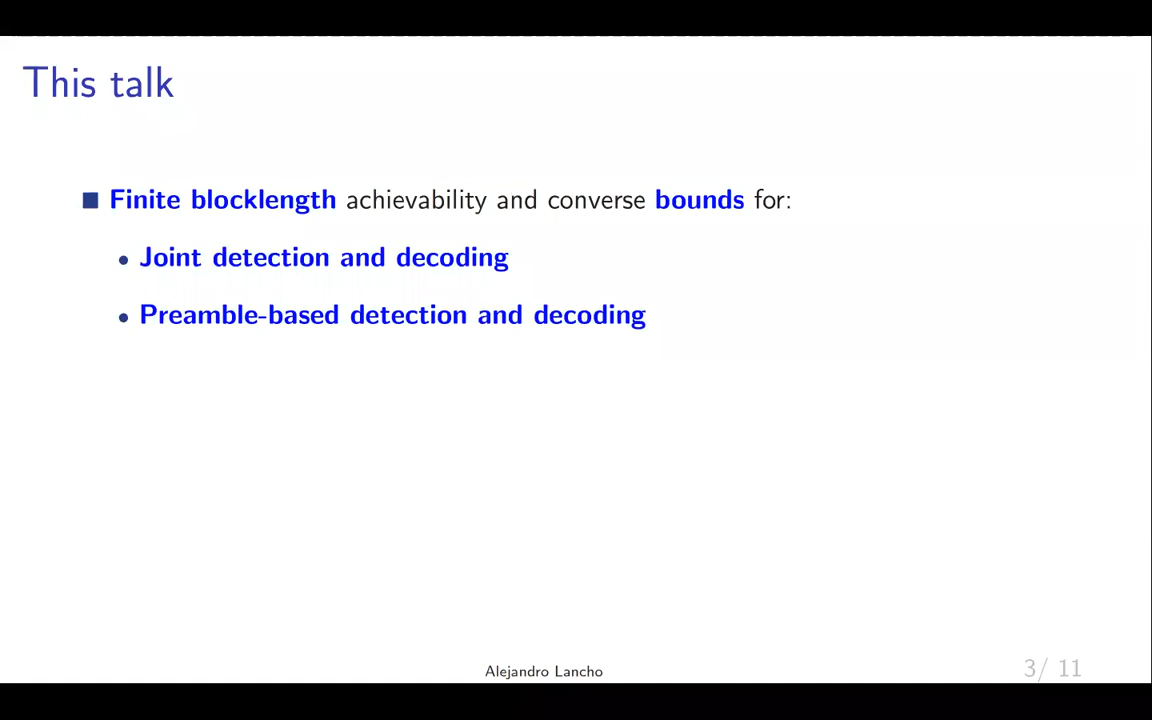 This talk
Finite blocklength achievability and converse bounds for:
• Joint detection and decoding
• Preamble-based detection and decoding
Alejandro Lancho
3/ 11